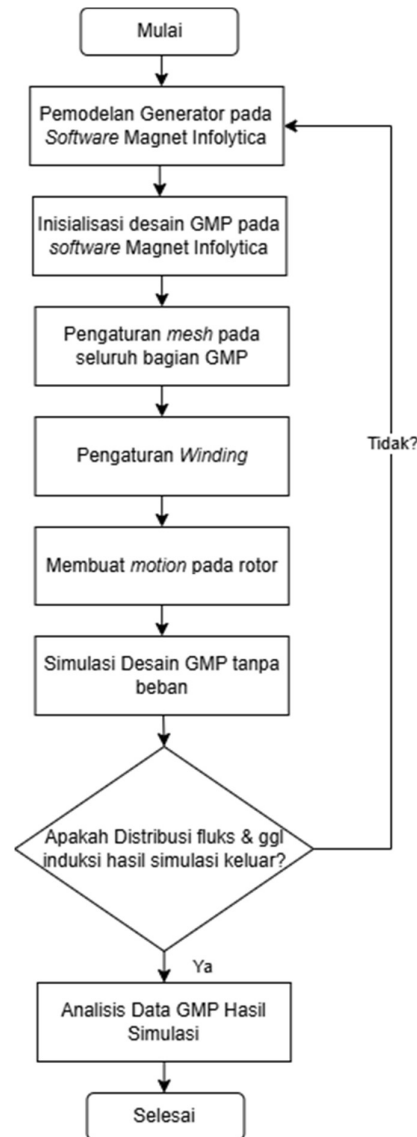 Mulai
Pemodelan Generator pada
Software Magnet Infolytica
Inisialisasi desain GMP pada
software Magnet Infolytica
Pengaturan mesh pada
seluruh bagian GMP
Pengaturan Winding
Tidak?
Membuat motion pada rotor
Simulasi Desain GMP tanpa
beban
Apakah Distribusi fluks & ggl
induksi hasil simulasi keluar?
Ya
Analisis Data GMP Hasil
Simulasi
Selesai